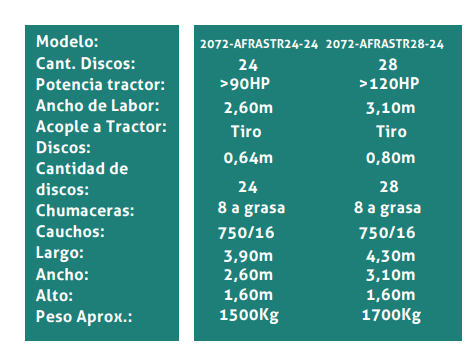 Modelo: 2072-AFRASTR24-24 2072-AFRASTR28-24
Cant. Discos: 24 28
Potencia tractor: >90HP >120HP
Ancho de Labor: 2,60m 3,10m
Acople a Tractor: Tiro Tiro
Discos: 0,64m 0,80m
Cantidad de
discos: 24 28
Chumaceras: 8 a grasa 8 a grasa
Cauchos: 750/16 750/16
Largo: 3,90m 4,30m
Ancho: 2,60m 3,10m
Alto: 1,60m 1,60m
Peso Aprox.: 1500Kg 1700Kg